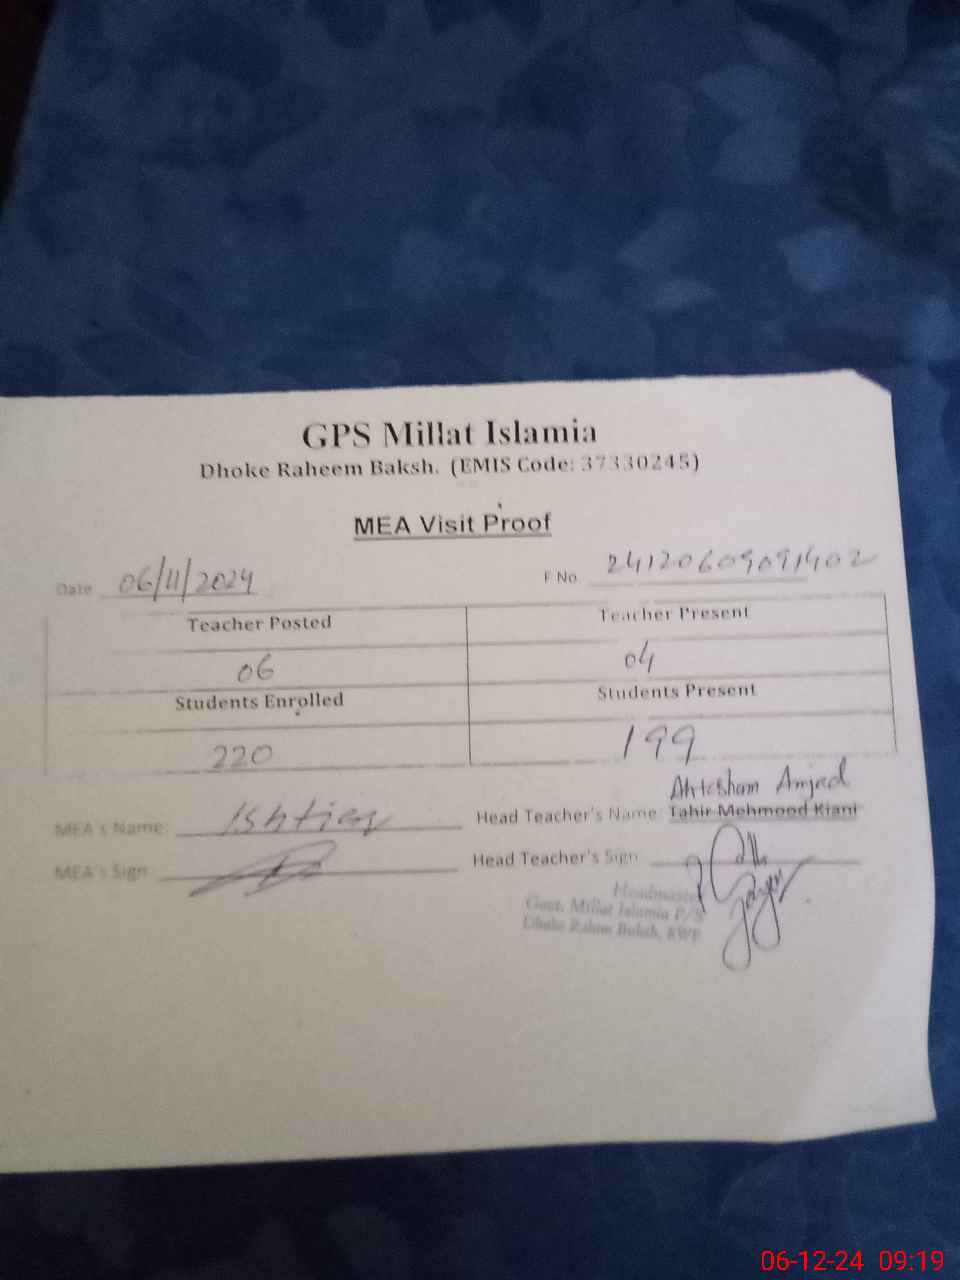 GPS Millat Islamia
Dhoke Raheem Baksh. (EMIS Code: 37330245)
MEA Visit Proof
Date 06/11/2024 F No 24120609091402
Teacher Posted Teacher Present
06 04
Students Enrolled Students Present
220 199
Ahtesham Amjad
MEA's Name: Ishtiaq Head Teacher's Name: Tahir Mehmood Kiani
MEA's Sign Head Teacher's Sign
Headmaster
Govt. Millat Islamia P/S
Dhoke Rahim Buksh, RWP
06-12-24 09:19